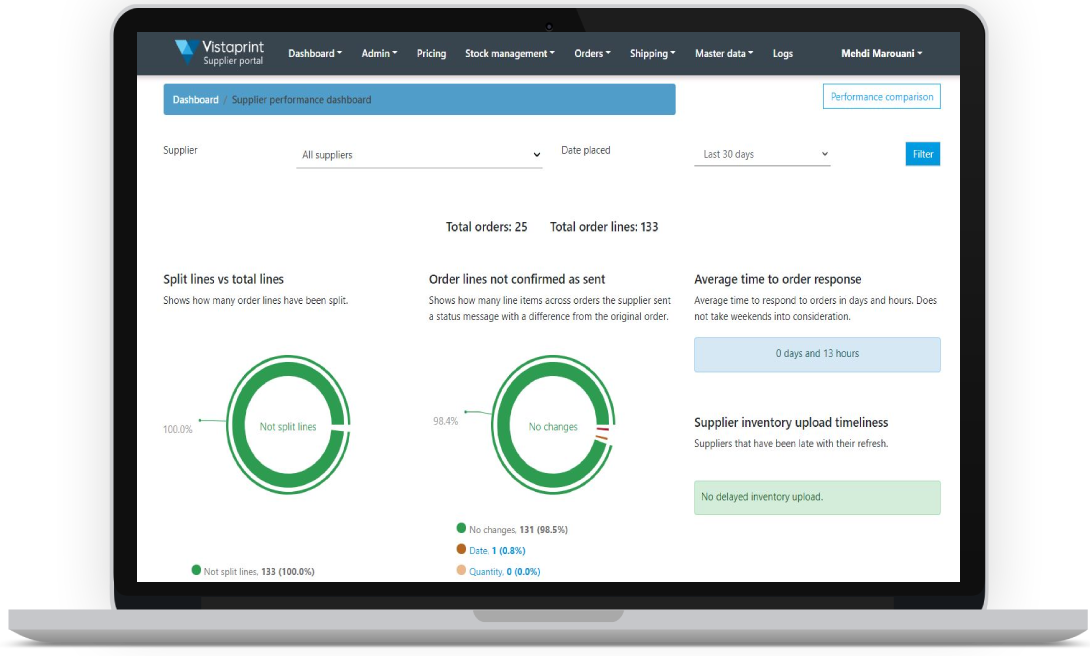 Vistaprint
Supplier portal
Dashboard
Admin
Pricing
Stock management
Orders
Shipping
Master data
Logs
Mehdi Marouani
Dashboard / Supplier performance dashboard
Performance comparison
Supplier
All suppliers
Date placed
Last 30 days
Filter
Total orders: 25
Total order lines: 133
Split lines vs total lines
Shows how many order lines have been split.
100.0%
Not split lines
Not split lines, 133 (100.0%)
Order lines not confirmed as sent
Shows how many line items across orders the supplier sent
a status message with a difference from the original order.
98.4%
No changes
No changes, 131 (98.5%)
Date, 1 (0.8%)
Quantity, 0 (0.0%)
Average time to order response
Average time to respond to orders in days and hours. Does
not take weekends into consideration.
0 days and 13 hours
Supplier inventory upload timeliness
Suppliers that have been late with their refresh.
No delayed inventory upload.